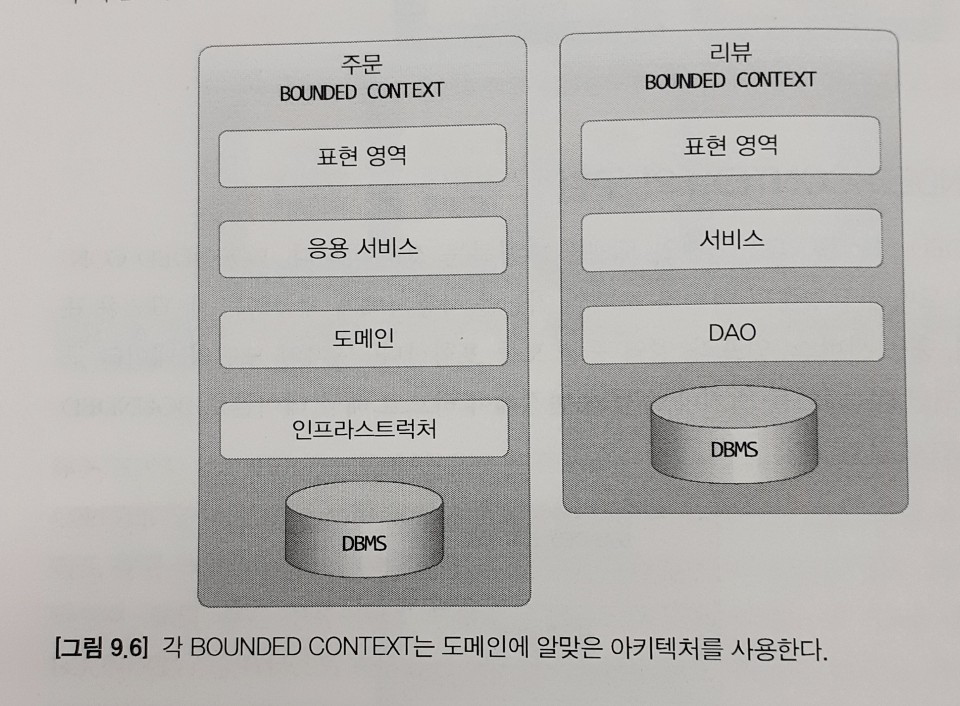 주문
BOUNDED CONTEXT
표현 영역
응용 서비스
도메인
인프라스트럭처
DBMS
리뷰
BOUNDED CONTEXT
표현 영역
서비스
DAO
DBMS
[그림 9.6] 각 BOUNDED CONTEXT는 도메인에 알맞은 아키텍처를 사용한다.